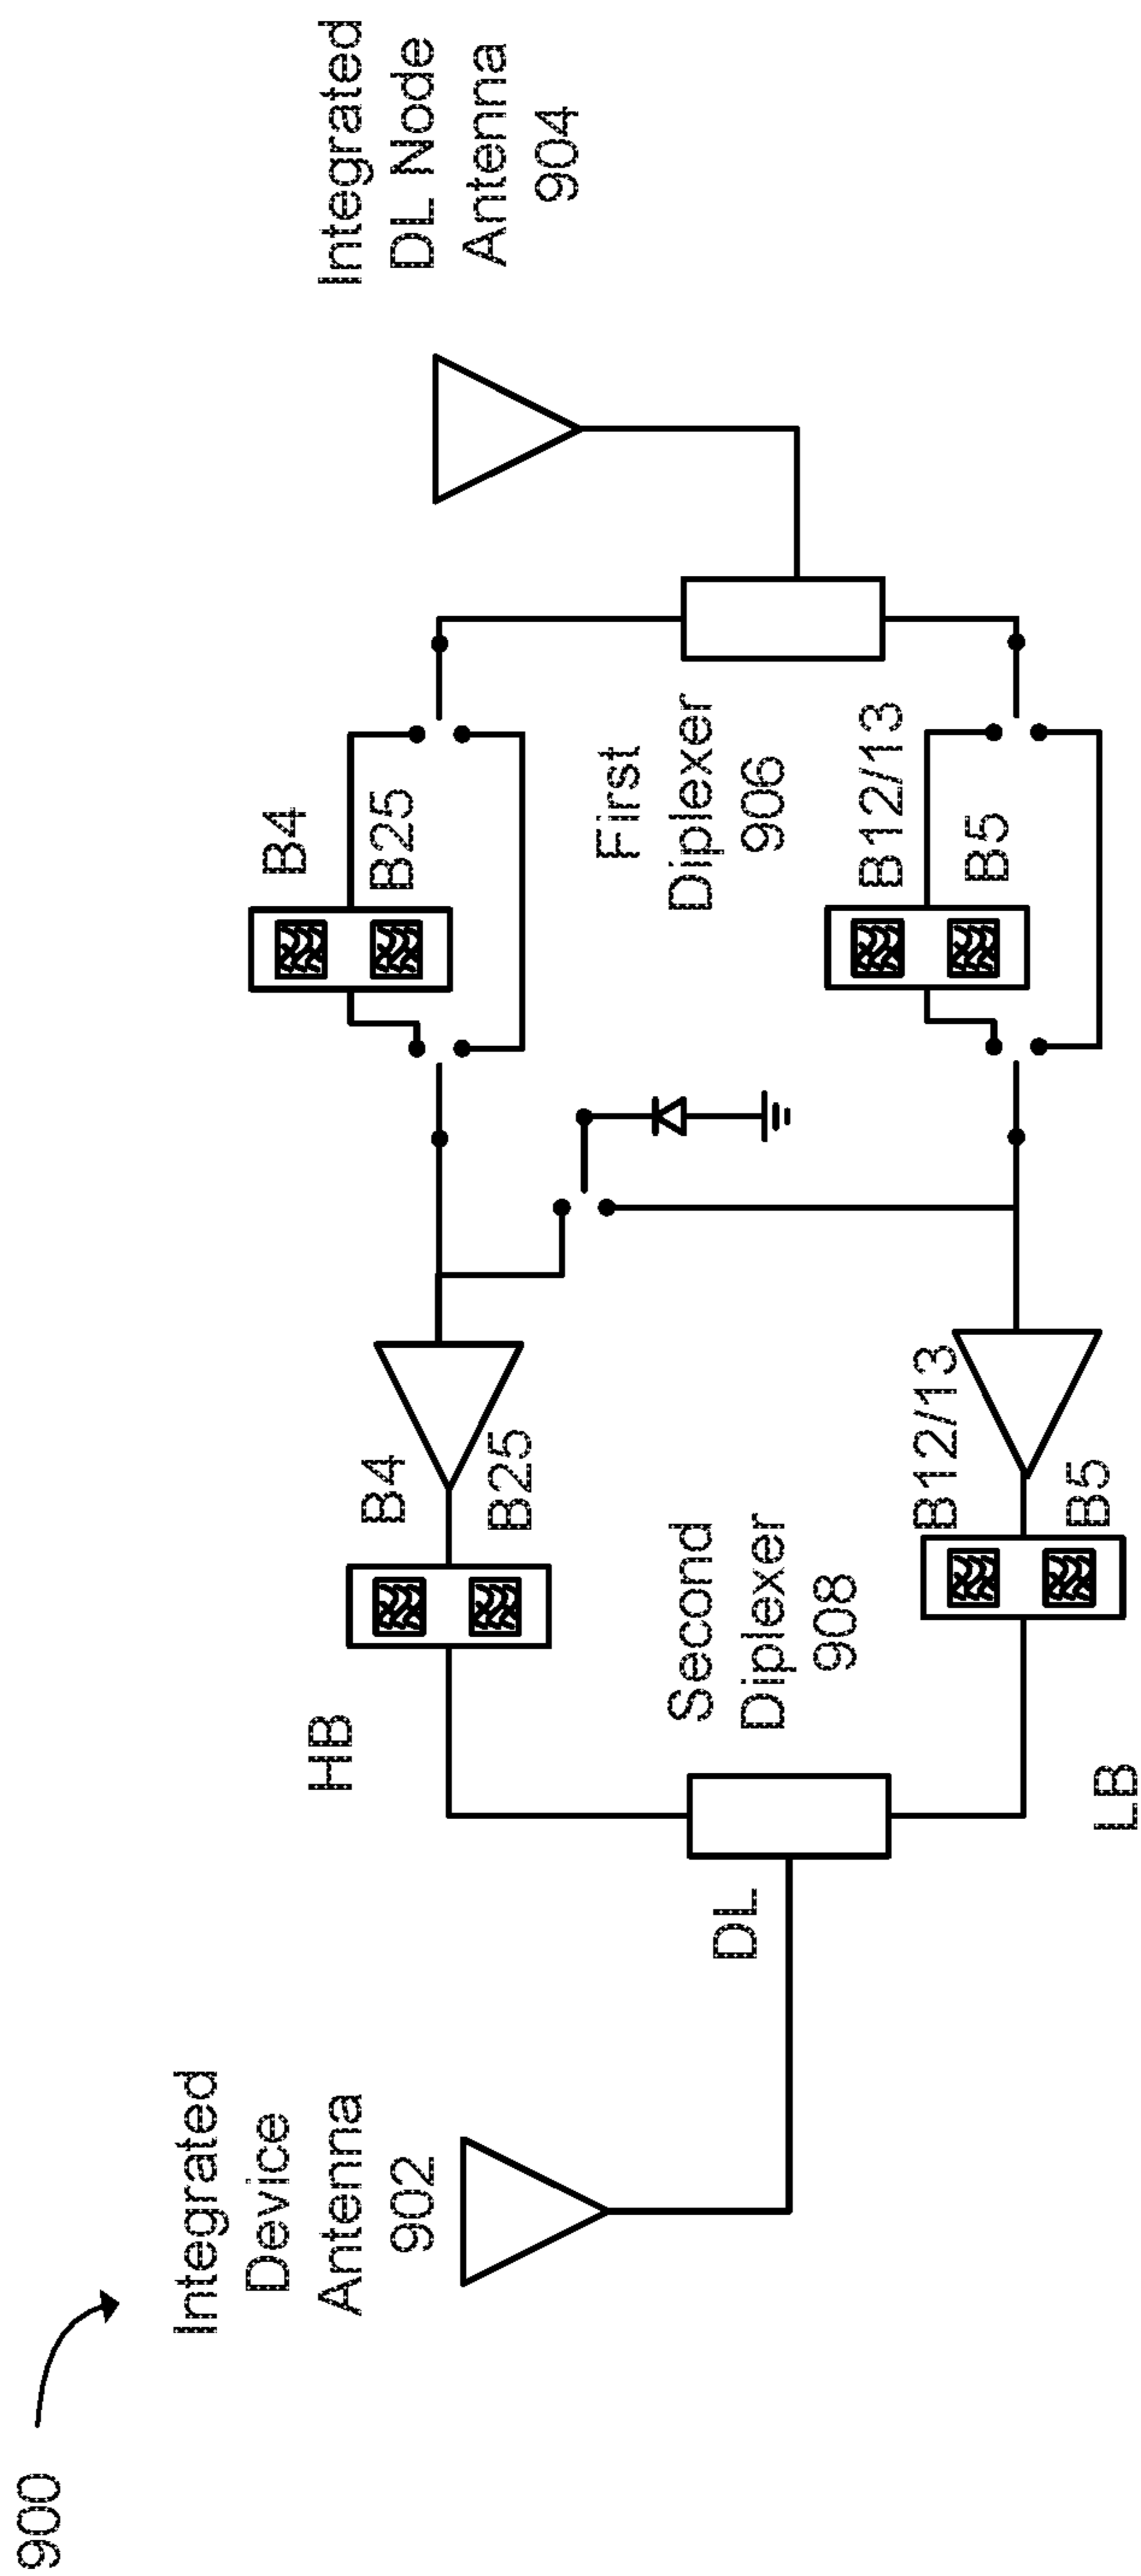 900
Integrated
Device
Antenna
902
DL
HB
LB
Second
Diplexer
908
B4
B25
B12/13
B5
First
Diplexer
906
B4
B25
B12/13
B5
Integrated
DL Node
Antenna
904